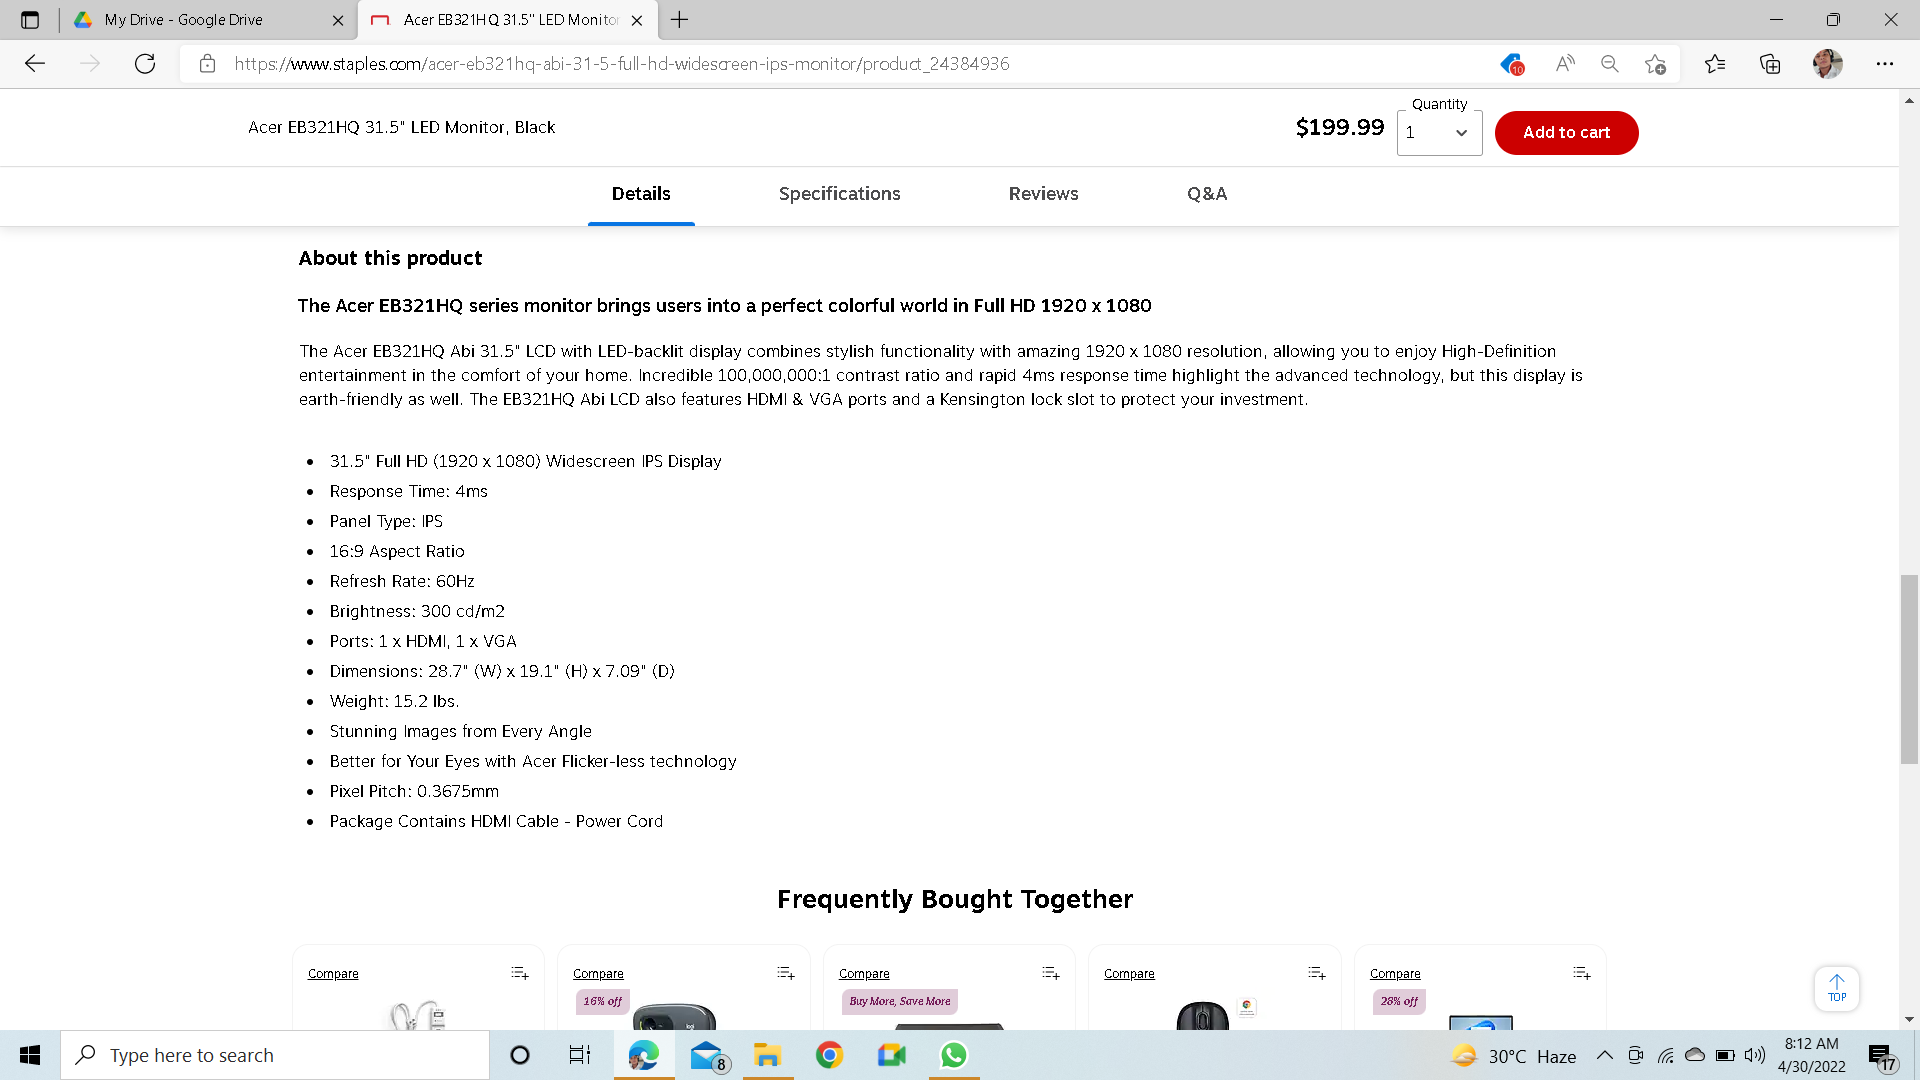 My Drive - Google Drive
Acer EB321HQ 31.5" LED Monitor
https://www.staples.com/acer-eb321hq-abi-31-5-full-hd-widescreen-ips-monitor/product_24384936
10
Acer EB321HQ 31.5" LED Monitor, Black
$199.99
Quantity
1
Add to cart
Details
Specifications
Reviews
Q&A
About this product
The Acer EB321HQ series monitor brings users into a perfect colorful world in Full HD 1920 x 1080
The Acer EB321HQ Abi 31.5" LCD with LED-backlit display combines stylish functionality with amazing 1920 x 1080 resolution, allowing you to enjoy High-Definition
entertainment in the comfort of your home. Incredible 100,000,000:1 contrast ratio and rapid 4ms response time highlight the advanced technology, but this display is
earth-friendly as well. The EB321HQ Abi LCD also features HDMI & VGA ports and a Kensington lock slot to protect your investment.
• 31.5" Full HD (1920 x 1080) Widescreen IPS Display
• Response Time: 4ms
• Panel Type: IPS
• 16:9 Aspect Ratio
• Refresh Rate: 60Hz
• Brightness: 300 cd/m2
• Ports: 1 x HDMI, 1 x VGA
• Dimensions: 28.7" (W) x 19.1" (H) x 7.09" (D)
• Weight: 15.2 lbs.
• Stunning Images from Every Angle
• Better for Your Eyes with Acer Flicker-less technology
• Pixel Pitch: 0.3675mm
• Package Contains HDMI Cable - Power Cord
Frequently Bought Together
Compare
Compare
16% off
logi
Compare
Buy More, Save More
Compare
Compare
28% off
TOP
Type here to search
8
30°C Haze
8:12 AM
4/30/2022
17